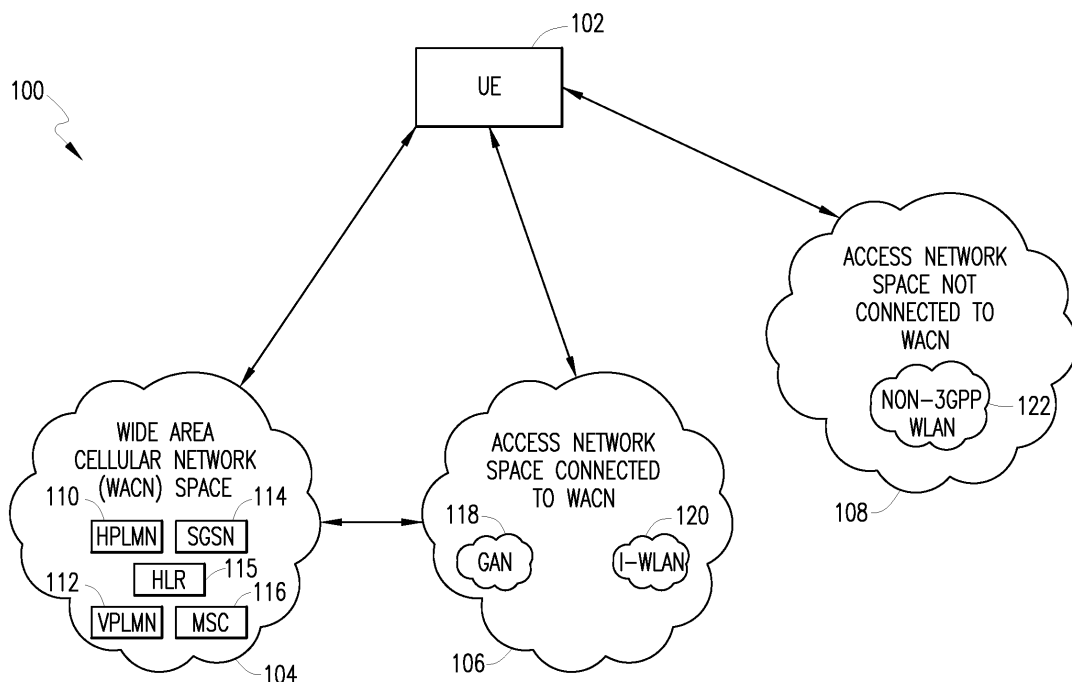 102
UE
100
ACCESS NETWORK
SPACE NOT
CONNECTED TO
WACN
NON-3GPP
WLAN
122
108
WIDE AREA
CELLULAR NETWORK
(WACN) SPACE
110
114
HPLMN
SGSN
HLR
115
112
116
VPLMN
MSC
104
ACCESS NETWORK
SPACE CONNECTED
TO WACN
118
120
GAN
I-WLAN
106